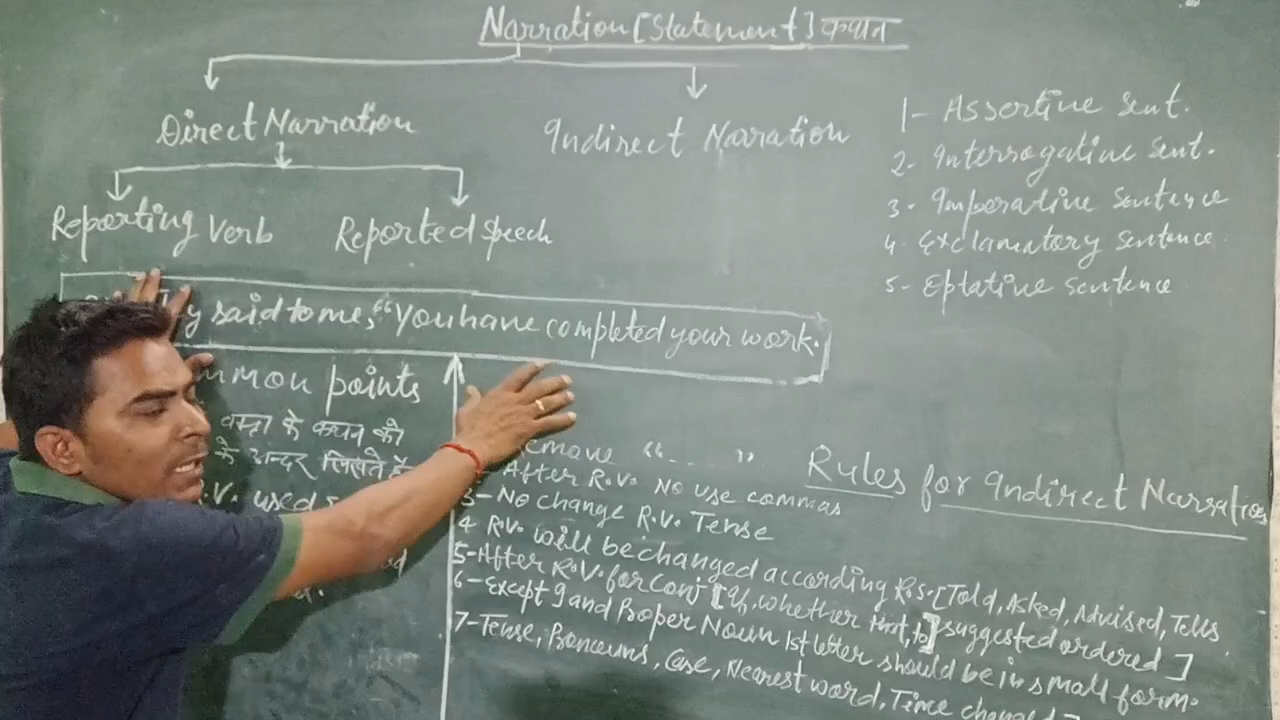 Narration [Statement] कथन
Direct Narration
Indirect Narration
Reporting Verb
Reported Speech
1- Assertive Sent.
2. Interrogative Sent.
3. Imperative Sentence
4. Exclamatory Sentence
5- Optative Sentence
y said to me, "You have completed your work.
mmon points
वक्ता के कथन को
के अन्दर लिखते हैं
.V. used
Rules for Indirect Narration
emove "......"
After R.V. No use commas
3-No change R.V. Tense
4 R.V. will be changed according R.S.[Told, Asked, Advised, Tells
suggested ordered]
5-After R.V. for Conj [If, whether that, to]
6-Except I and Proper Noun 1st letter should be in small form.
7-Tense, Pronouns, Case, Nearest word, Time changed]